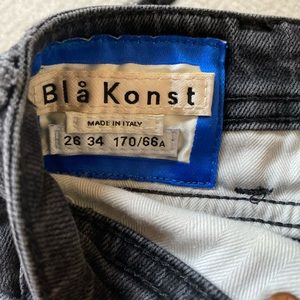 Blå Konst
MADE IN ITALY
26 34 170/66A